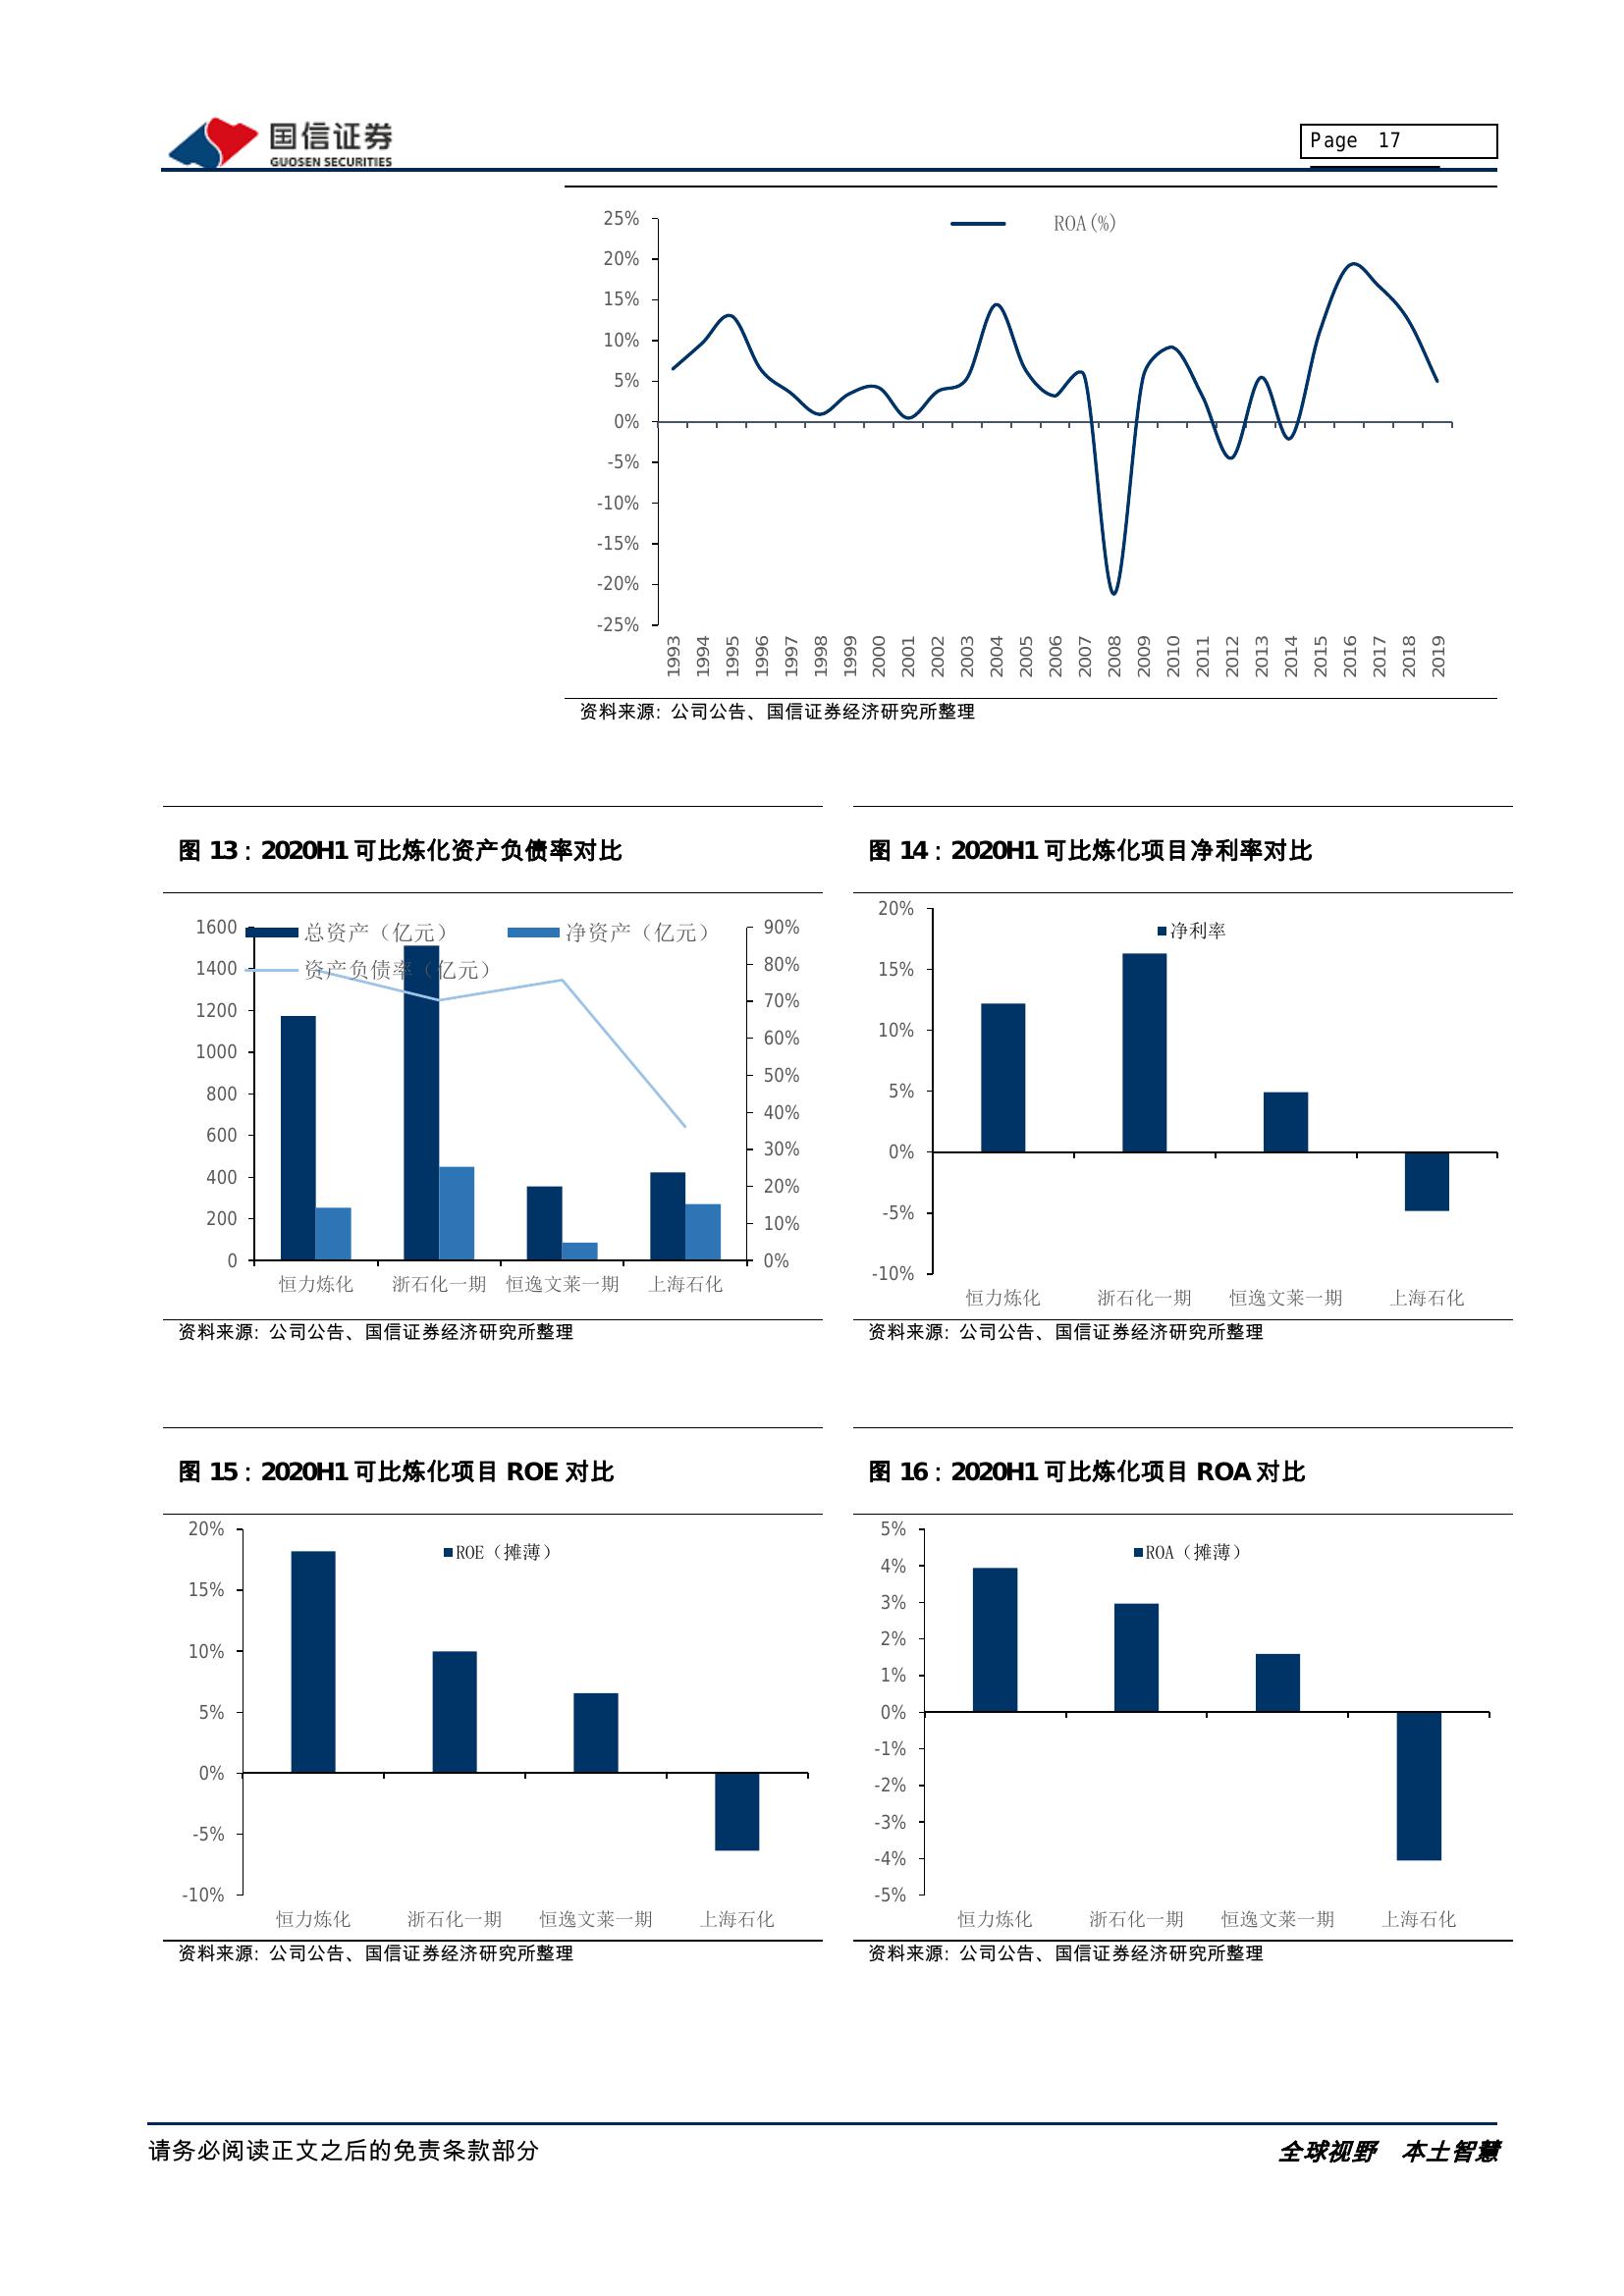 国信证券
GUOSEN SECURITIES
Page 17
ROA(%)
25%
20%
15%
10%
5%
0%
-5%
-10%
-15%
-20%
-25%
1993 1994 1995 1996 1997 1998 1999 2000 2001 2002 2003 2004 2005 2006 2007 2008 2009 2010 2011 2012 2013 2014 2015 2016 2017 2018 2019
资料来源: 公司公告、国信证券经济研究所整理
图 13：2020H1 可比炼化资产负债率对比
总资产（亿元） 净资产（亿元）
资产负债率（亿元）
1600
1400
1200
1000
800
600
400
200
0
90%
80%
70%
60%
50%
40%
30%
20%
10%
0%
恒力炼化 浙石化一期 恒逸文莱一期 上海石化
资料来源: 公司公告、国信证券经济研究所整理
图 14：2020H1 可比炼化项目净利率对比
净利率
20%
15%
10%
5%
0%
-5%
-10%
恒力炼化 浙石化一期 恒逸文莱一期 上海石化
资料来源: 公司公告、国信证券经济研究所整理
图 15：2020H1 可比炼化项目 ROE 对比
ROE（摊薄）
20%
15%
10%
5%
0%
-5%
-10%
恒力炼化 浙石化一期 恒逸文莱一期 上海石化
资料来源: 公司公告、国信证券经济研究所整理
图 16：2020H1 可比炼化项目 ROA 对比
ROA（摊薄）
5%
4%
3%
2%
1%
0%
-1%
-2%
-3%
-4%
-5%
恒力炼化 浙石化一期 恒逸文莱一期 上海石化
资料来源: 公司公告、国信证券经济研究所整理
请务必阅读正文之后的免责条款部分
全球视野 本土智慧